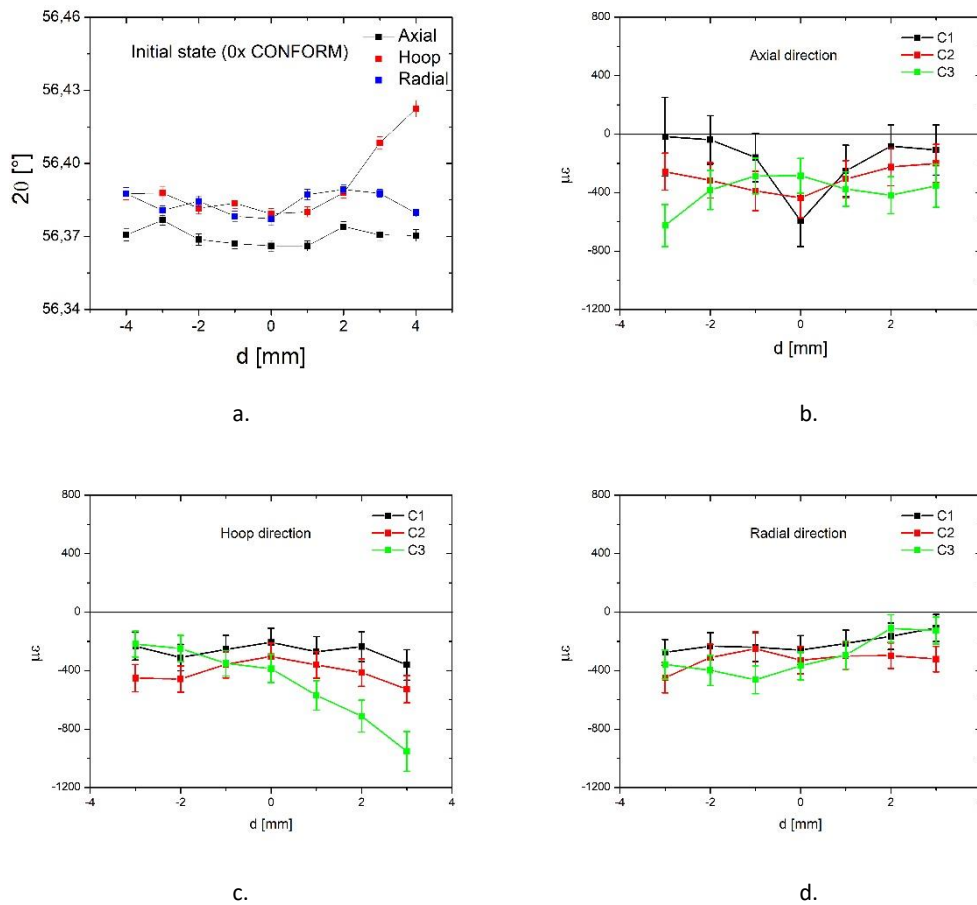 56,46
56,43
56,40
56,37
56,34
2θ [°]
Initial state (0x CONFORM)
Axial
Hoop
Radial
-4 -2 0 2 4
d [mm]
a.
800
400
0
-400
-800
-1200
με
Axial direction
C1
C2
C3
-4 -2 0 2
d [mm]
b.
800
400
0
-400
-800
-1200
με
Hoop direction
C1
C2
C3
-4 -2 0 2 4
d [mm]
c.
800
400
0
-400
-800
-1200
με
Radial direction
C1
C2
C3
-4 -2 0 2
d [mm]
d.